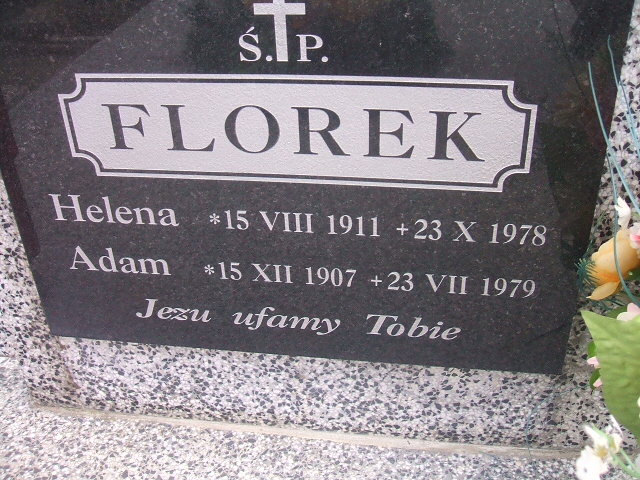 Ś.P.
FLOREK
Helena *15 VIII 1911 +23 X 1978
Adam *15 XII 1907 +23 VII 1979
Jezu ufamy Tobie